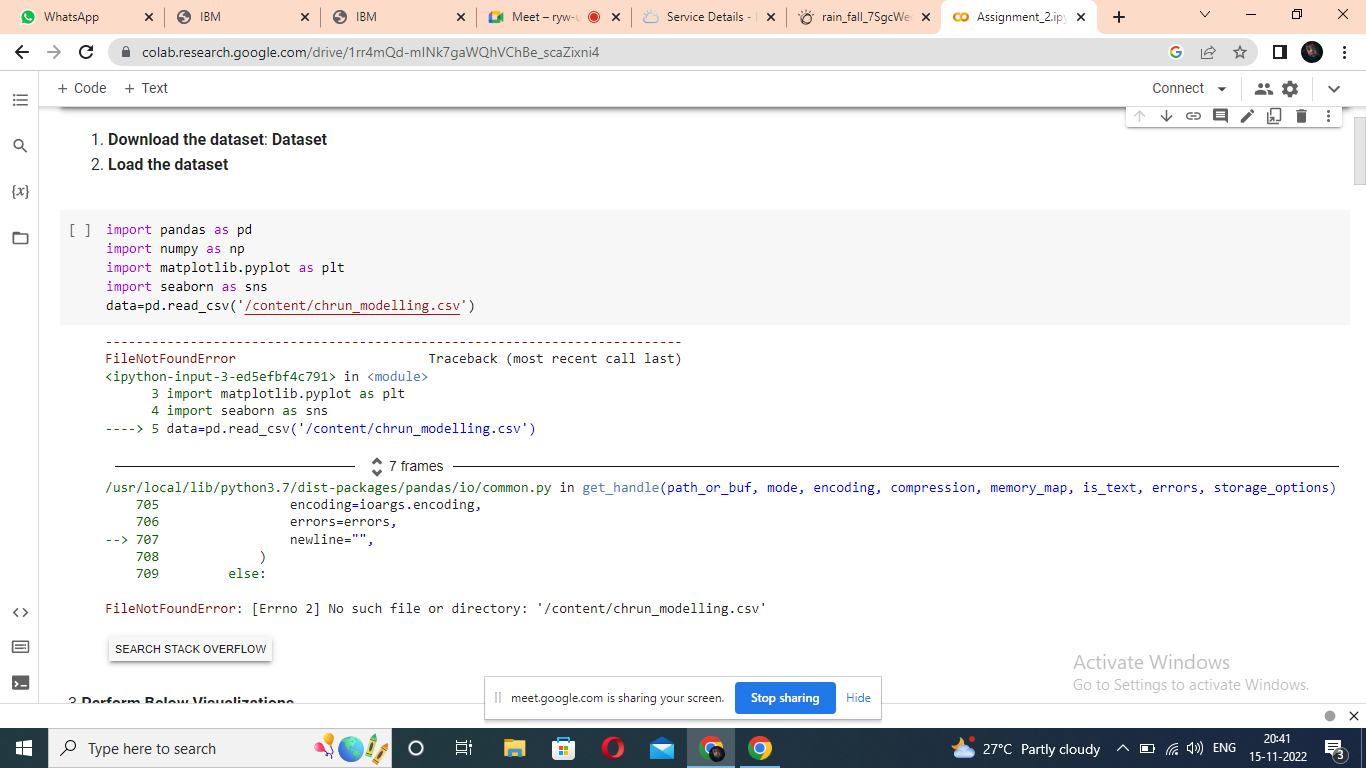 WhatsApp
IBM
IBM
Meet – ryw-u
Service Details -
rain_fall_7SgcWe
Assignment_2.ipy
colab.research.google.com/drive/1rr4mQd-mINk7gaWQhVChBe_scaZixni4
+ Code + Text
Connect
1. Download the dataset: Dataset
2. Load the dataset
[ ] import pandas as pd
import numpy as np
import matplotlib.pyplot as plt
import seaborn as sns
data=pd.read_csv('/content/chrun_modelling.csv')
---------------------------------------------------------------------------
FileNotFoundError                         Traceback (most recent call last)
<ipython-input-3-ed5efbf4c791> in <module>
      3 import matplotlib.pyplot as plt
      4 import seaborn as sns
----> 5 data=pd.read_csv('/content/chrun_modelling.csv')
7 frames
/usr/local/lib/python3.7/dist-packages/pandas/io/common.py in get_handle(path_or_buf, mode, encoding, compression, memory_map, is_text, errors, storage_options)
    705                 encoding=ioargs.encoding,
    706                 errors=errors,
--> 707                 newline="",
    708             )
    709         else:
FileNotFoundError: [Errno 2] No such file or directory: '/content/chrun_modelling.csv'
SEARCH STACK OVERFLOW
3 Perform Below Visualizations
Activate Windows
Go to Settings to activate Windows.
meet.google.com is sharing your screen.
Stop sharing
Hide
Type here to search
27°C Partly cloudy
ENG
20:41
15-11-2022
3